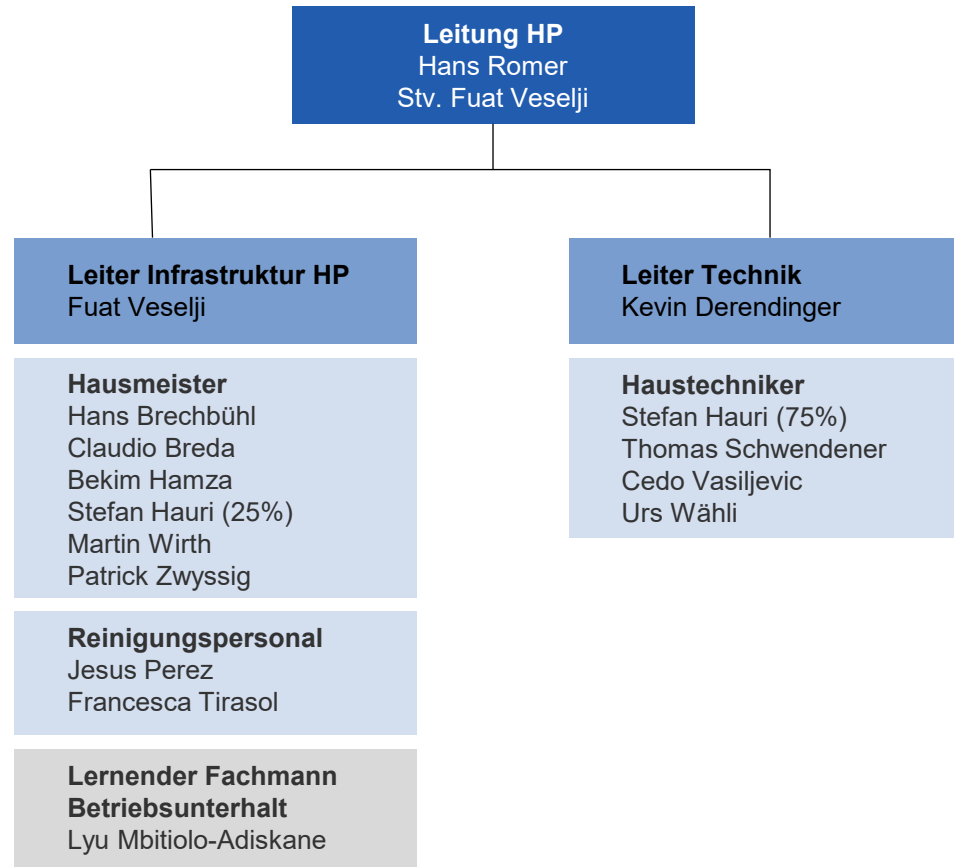 Leitung HP
Hans Romer
Stv. Fuat Veselji
Leiter Infrastruktur HP
Fuat Veselji
Hausmeister
Hans Brechbühl
Claudio Breda
Bekim Hamza
Stefan Hauri (25%)
Martin Wirth
Patrick Zwyssig
Reinigungspersonal
Jesus Perez
Francesca Tirasol
Lernender Fachmann
Betriebsunterhalt
Lyu Mbitiolo-Adiskane
Leiter Technik
Kevin Derendinger
Haustechniker
Stefan Hauri (75%)
Thomas Schwendener
Cedo Vasiljevic
Urs Wähli